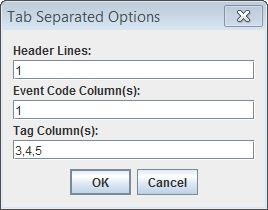 Tab Separated Options
Header Lines:
1
Event Code Column(s):
1
Tag Column(s):
3,4,5
OK Cancel